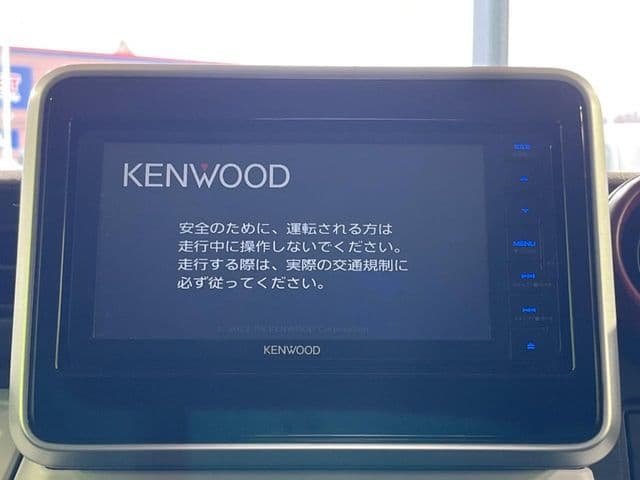 KENWOOD
安全のために、運転される方は
走行中に操作しないでください。
走行する際は、実際の交通規制に
必ず従ってください。
KENWOOD Corporation
KENWOOD
MENU